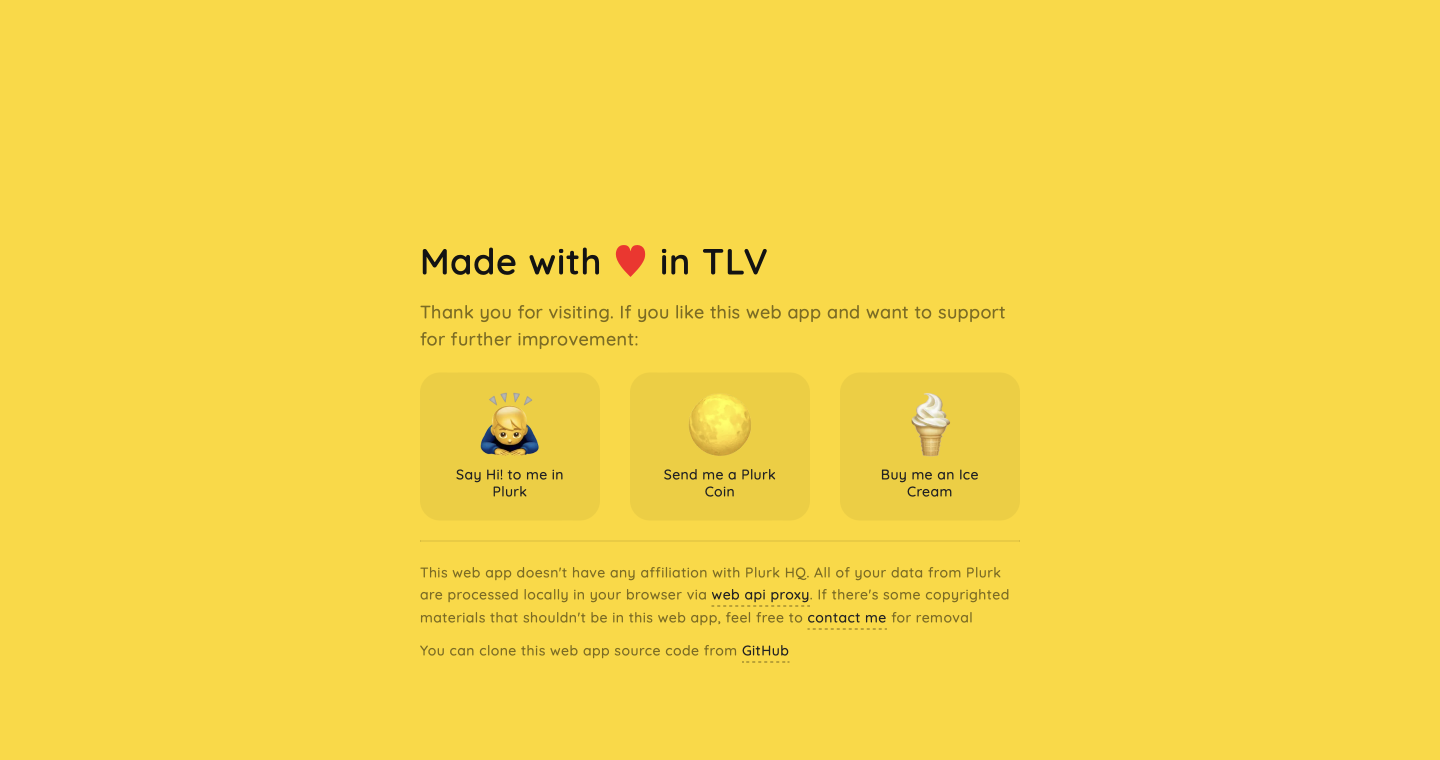 Made with ♥ in TLV
Thank you for visiting. If you like this web app and want to support
for further improvement:
Say Hi! to me in
Plurk
Send me a Plurk
Coin
Buy me an Ice
Cream
This web app doesn't have any affiliation with Plurk HQ. All of your data from Plurk
are processed locally in your browser via web api proxy. If there's some copyrighted
materials that shouldn't be in this web app, feel free to contact me for removal
You can clone this web app source code from GitHub